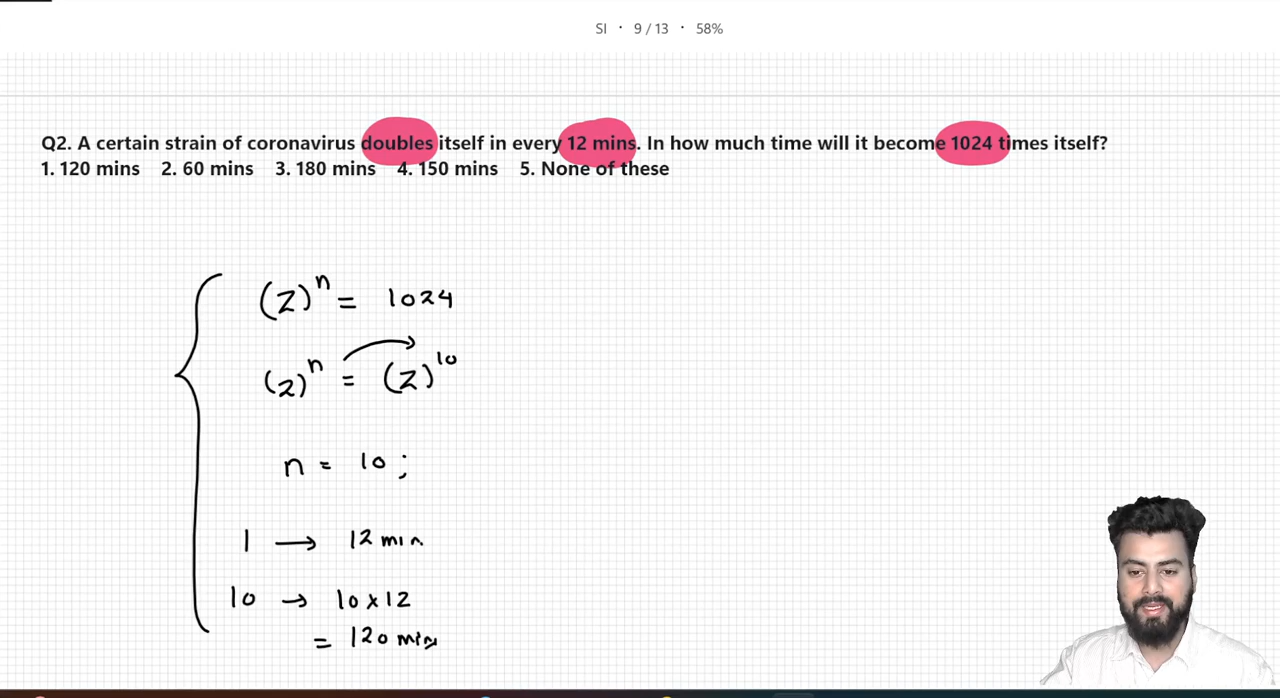 SI · 9 / 13 · 58%
Q2. A certain strain of coronavirus doubles itself in every 12 mins. In how much time will it become 1024 times itself?
1. 120 mins 2. 60 mins 3. 180 mins 4. 150 mins 5. None of these
(2)^n = 1024
(2)^n = (2)^10
n = 10 ;
1 → 12 min
10 → 10 x 12
= 120 min